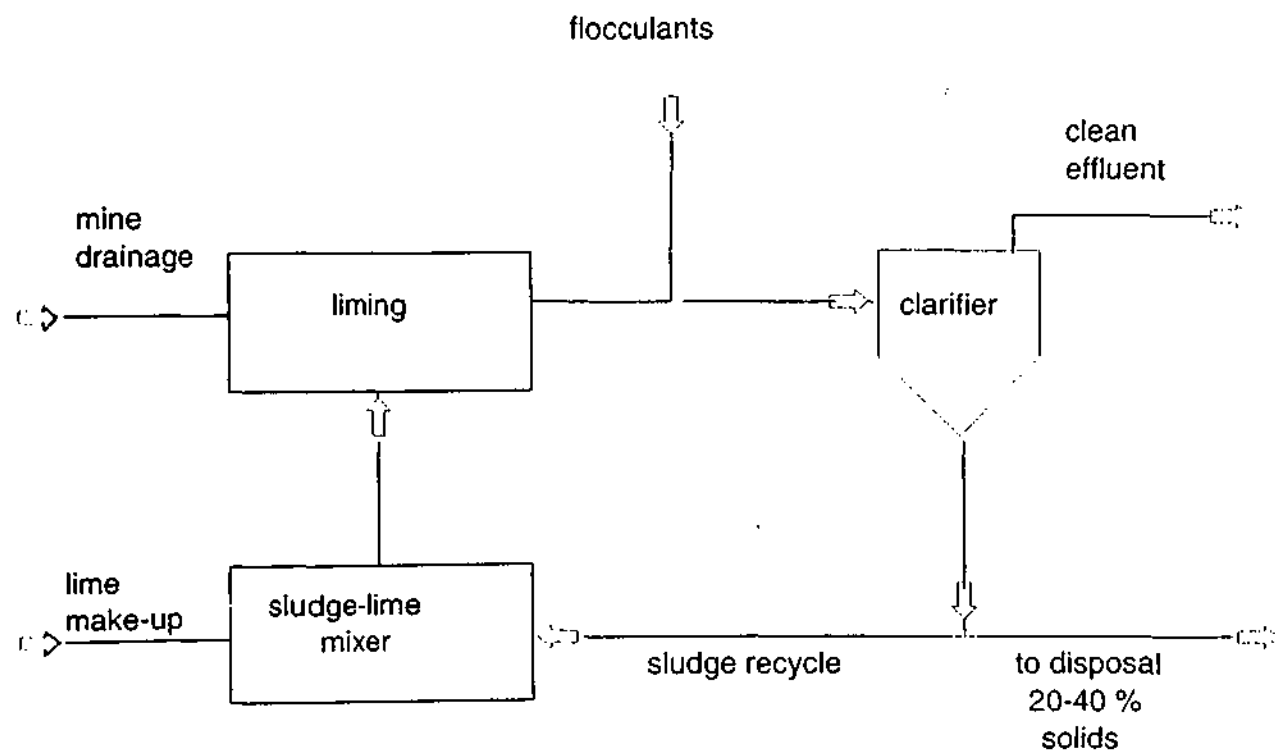 flocculants
clean
effluent
mine
drainage
liming
clarifier
lime
make-up
sludge-lime
mixer
sludge recycle
to disposal
20-40 %
solids